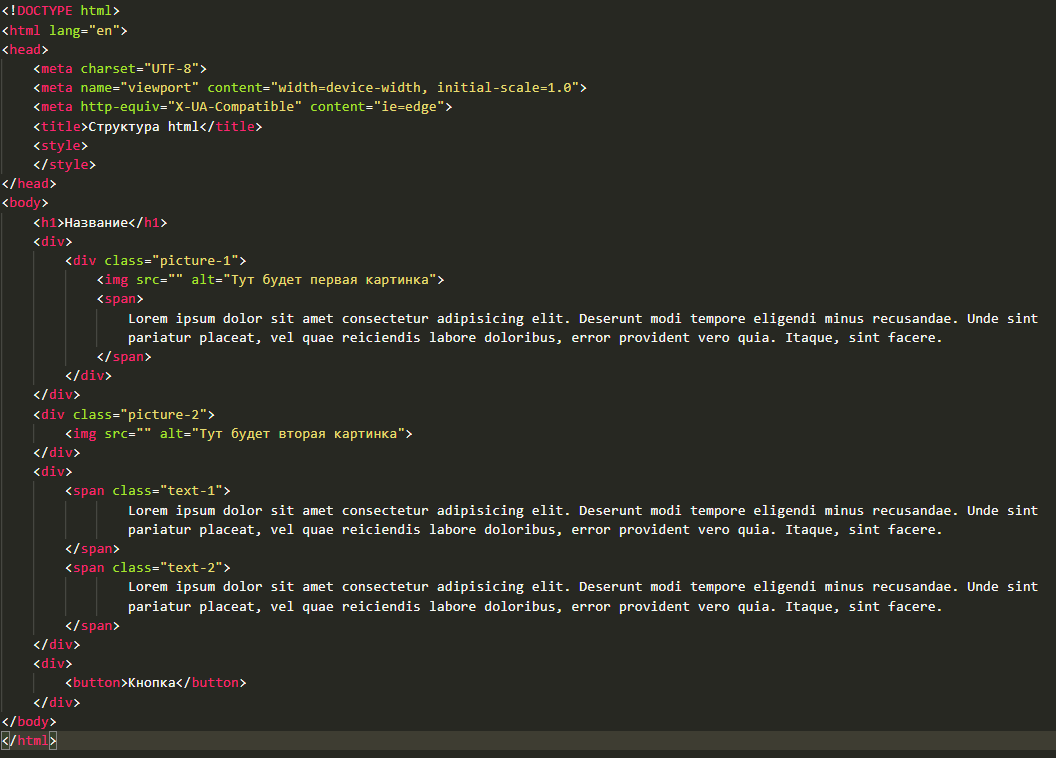 <!DOCTYPE html>
<html lang="en">
<head>
    <meta charset="UTF-8">
    <meta name="viewport" content="width=device-width, initial-scale=1.0">
    <meta http-equiv="X-UA-Compatible" content="ie=edge">
    <title>Структура html</title>
    <style>
    </style>
</head>
<body>
    <h1>Название</h1>
    <div>
        <div class="picture-1">
            <img src="" alt="Тут будет первая картинка">
            <span>
                Lorem ipsum dolor sit amet consectetur adipisicing elit. Deserunt modi tempore eligendi minus recusandae. Unde sint
                pariatur placeat, vel quae reiciendis labore doloribus, error provident vero quia. Itaque, sint facere.
            </span>
        </div>
    </div>
    <div class="picture-2">
        <img src="" alt="Тут будет вторая картинка">
    </div>
    <div>
        <span class="text-1">
                Lorem ipsum dolor sit amet consectetur adipisicing elit. Deserunt modi tempore eligendi minus recusandae. Unde sint
                pariatur placeat, vel quae reiciendis labore doloribus, error provident vero quia. Itaque, sint facere.
        </span>
        <span class="text-2">
                Lorem ipsum dolor sit amet consectetur adipisicing elit. Deserunt modi tempore eligendi minus recusandae. Unde sint
                pariatur placeat, vel quae reiciendis labore doloribus, error provident vero quia. Itaque, sint facere.
        </span>
    </div>
    <div>
        <button>Кнопка</button>
    </div>
</body>
</html>